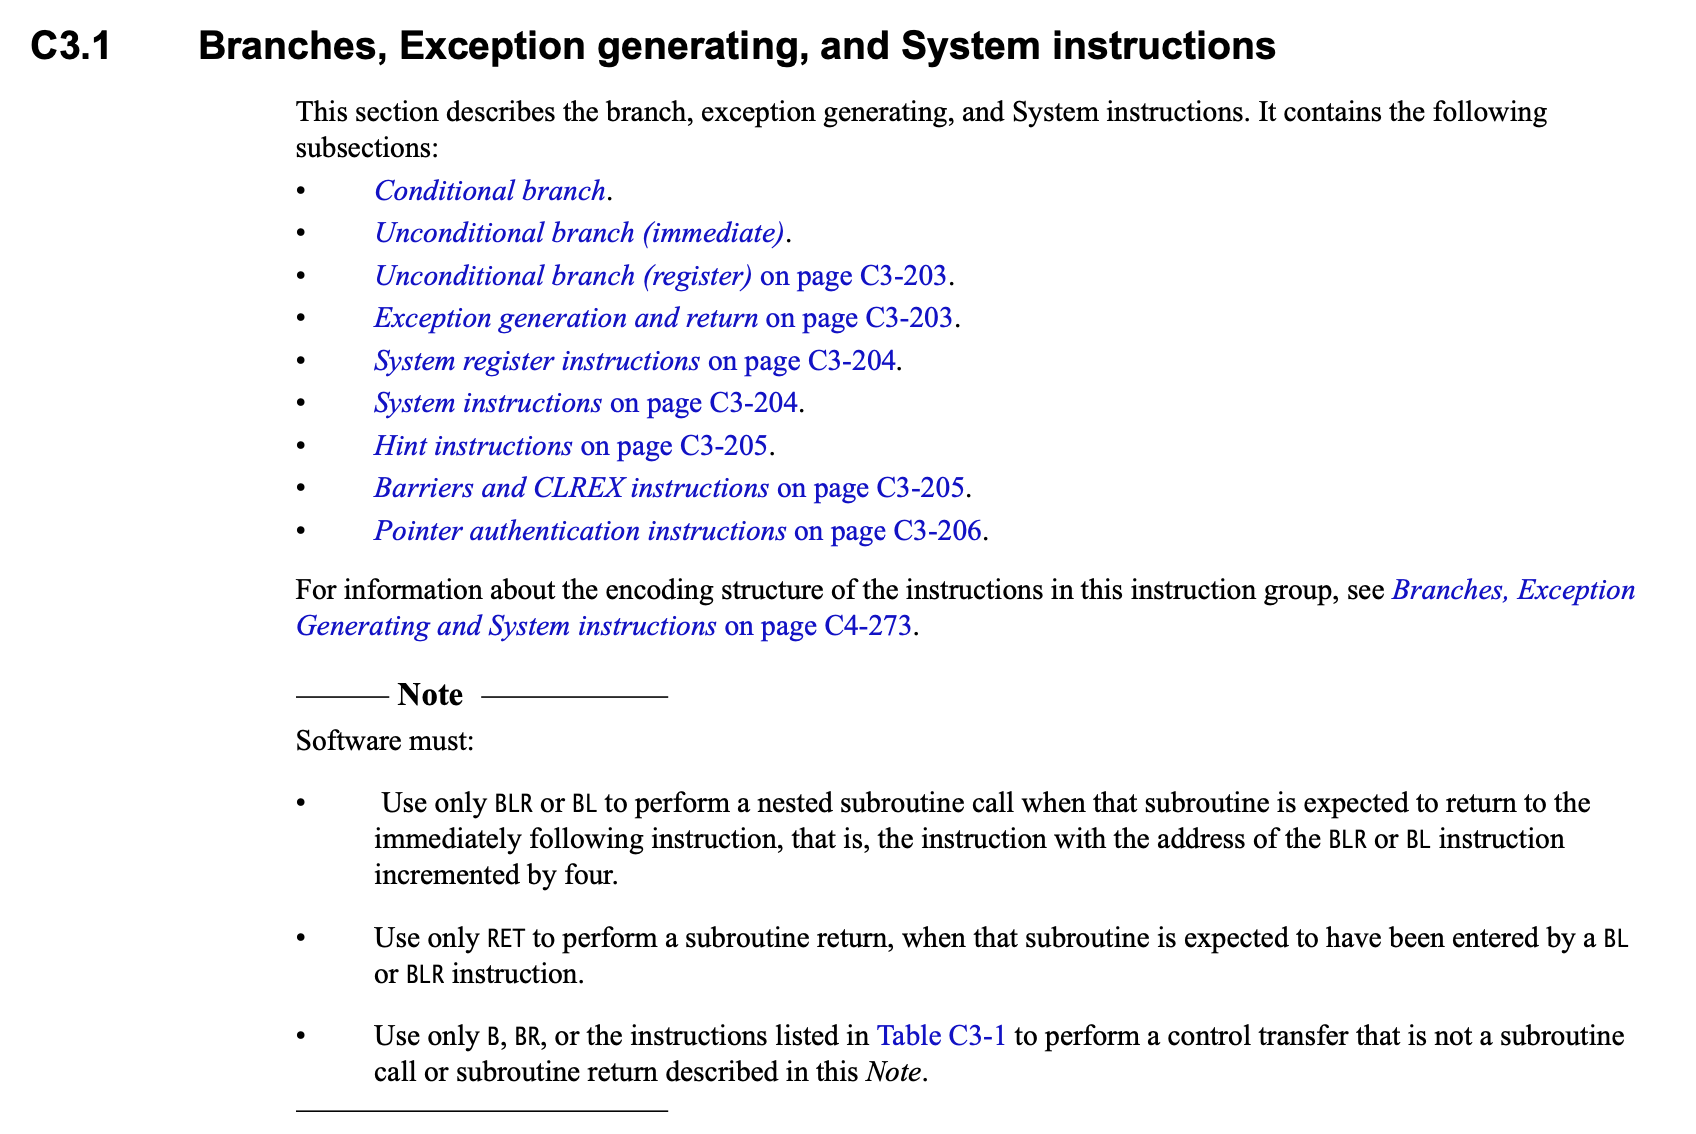 C3.1 Branches, Exception generating, and System instructions
This section describes the branch, exception generating, and System instructions. It contains the following
subsections:
• Conditional branch.
• Unconditional branch (immediate).
• Unconditional branch (register) on page C3-203.
• Exception generation and return on page C3-203.
• System register instructions on page C3-204.
• System instructions on page C3-204.
• Hint instructions on page C3-205.
• Barriers and CLREX instructions on page C3-205.
• Pointer authentication instructions on page C3-206.
For information about the encoding structure of the instructions in this instruction group, see Branches, Exception
Generating and System instructions on page C4-273.
Note
Software must:
• Use only BLR or BL to perform a nested subroutine call when that subroutine is expected to return to the
immediately following instruction, that is, the instruction with the address of the BLR or BL instruction
incremented by four.
• Use only RET to perform a subroutine return, when that subroutine is expected to have been entered by a BL
or BLR instruction.
• Use only B, BR, or the instructions listed in Table C3-1 to perform a control transfer that is not a subroutine
call or subroutine return described in this Note.